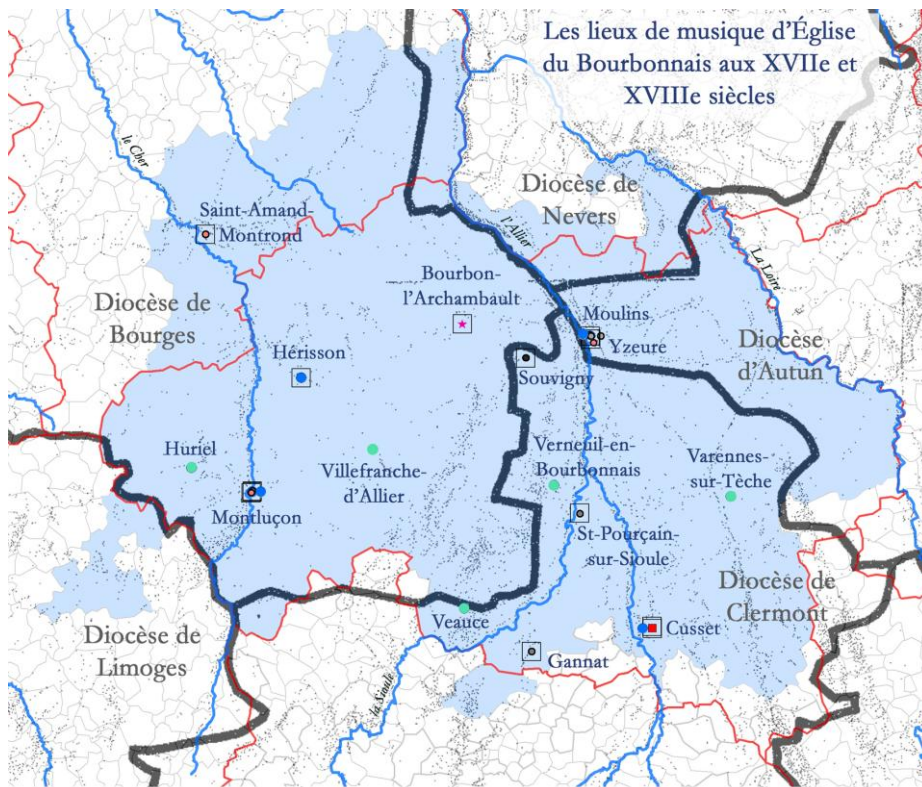 Les lieux de musique d'Église
du Bourbonnais aux XVIIe et
XVIIIe siècles
le Cher
Diocèse de
Nevers
Saint-Amand-
Montrond
l'Allier
La Loire
Bourbon-
l'Archambault
Diocèse de
Bourges
Moulins
Yzeure
Diocèse
d'Autun
Hérisson
Souvigny
Huriel
Villefranche-
d'Allier
Verneuil-en-
Bourbonnais
Varennes-
sur-Tèche
Montluçon
St-Pourçain-
sur-Sioule
Diocèse de
Clermont
Veauce
Cusset
Diocèse de
Limoges
Gannat
la Sioule